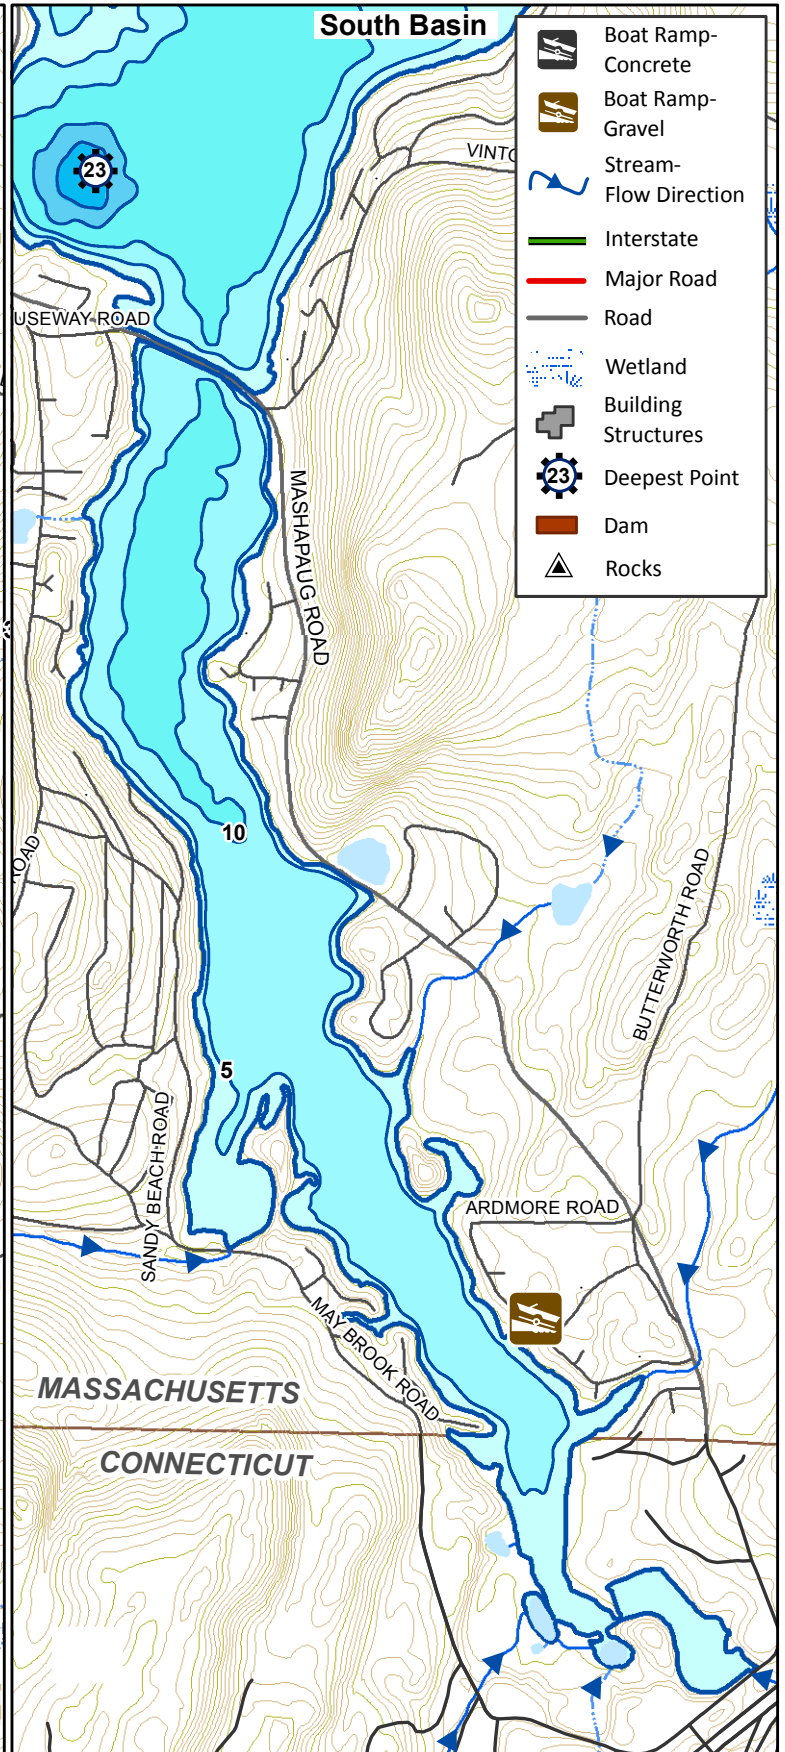 South Basin
Boat Ramp-
Concrete
Boat Ramp-
Gravel
Stream-
Flow Direction
Interstate
Major Road
Road
Wetland
Building
Structures
23
Deepest Point
Dam
Rocks
23
VINTO
USEWAY ROAD
MASHAPAUG ROAD
10
ROAD
BUTTERWORTH ROAD
5
SANDY BEACH ROAD
ARDMORE ROAD
MAY BROOK ROAD
MASSACHUSETTS
CONNECTICUT